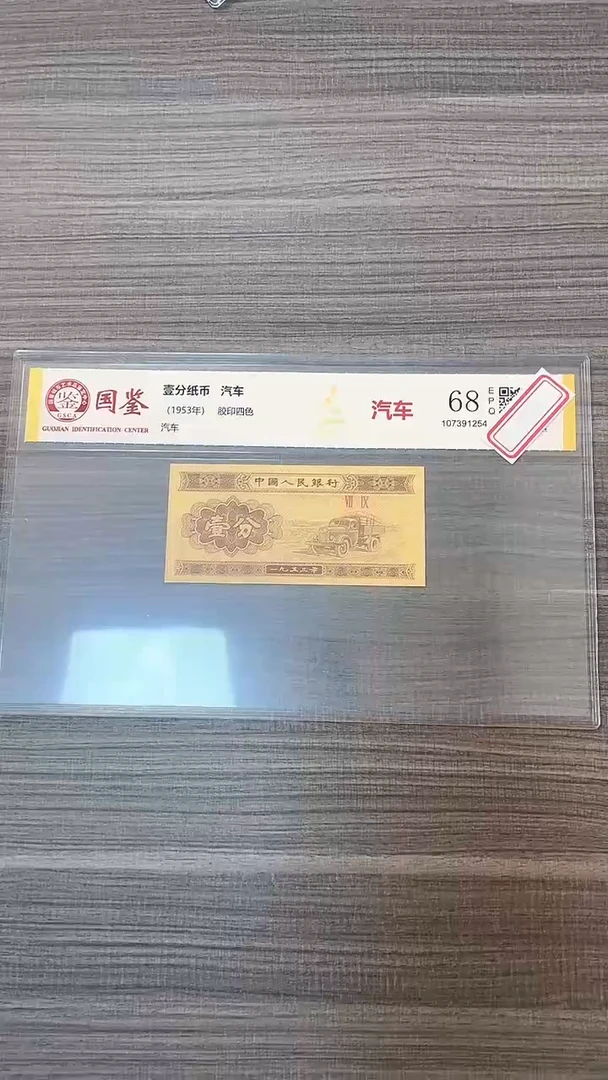 国鉴
GSCA
GUOJIAN IDENTIFICATION CENTER
壹分纸币 汽车
(1953年) 胶印四色
汽车
汽车
68
EPQ
107391254
中國人民銀行
VII IX
壹分
一九五三年